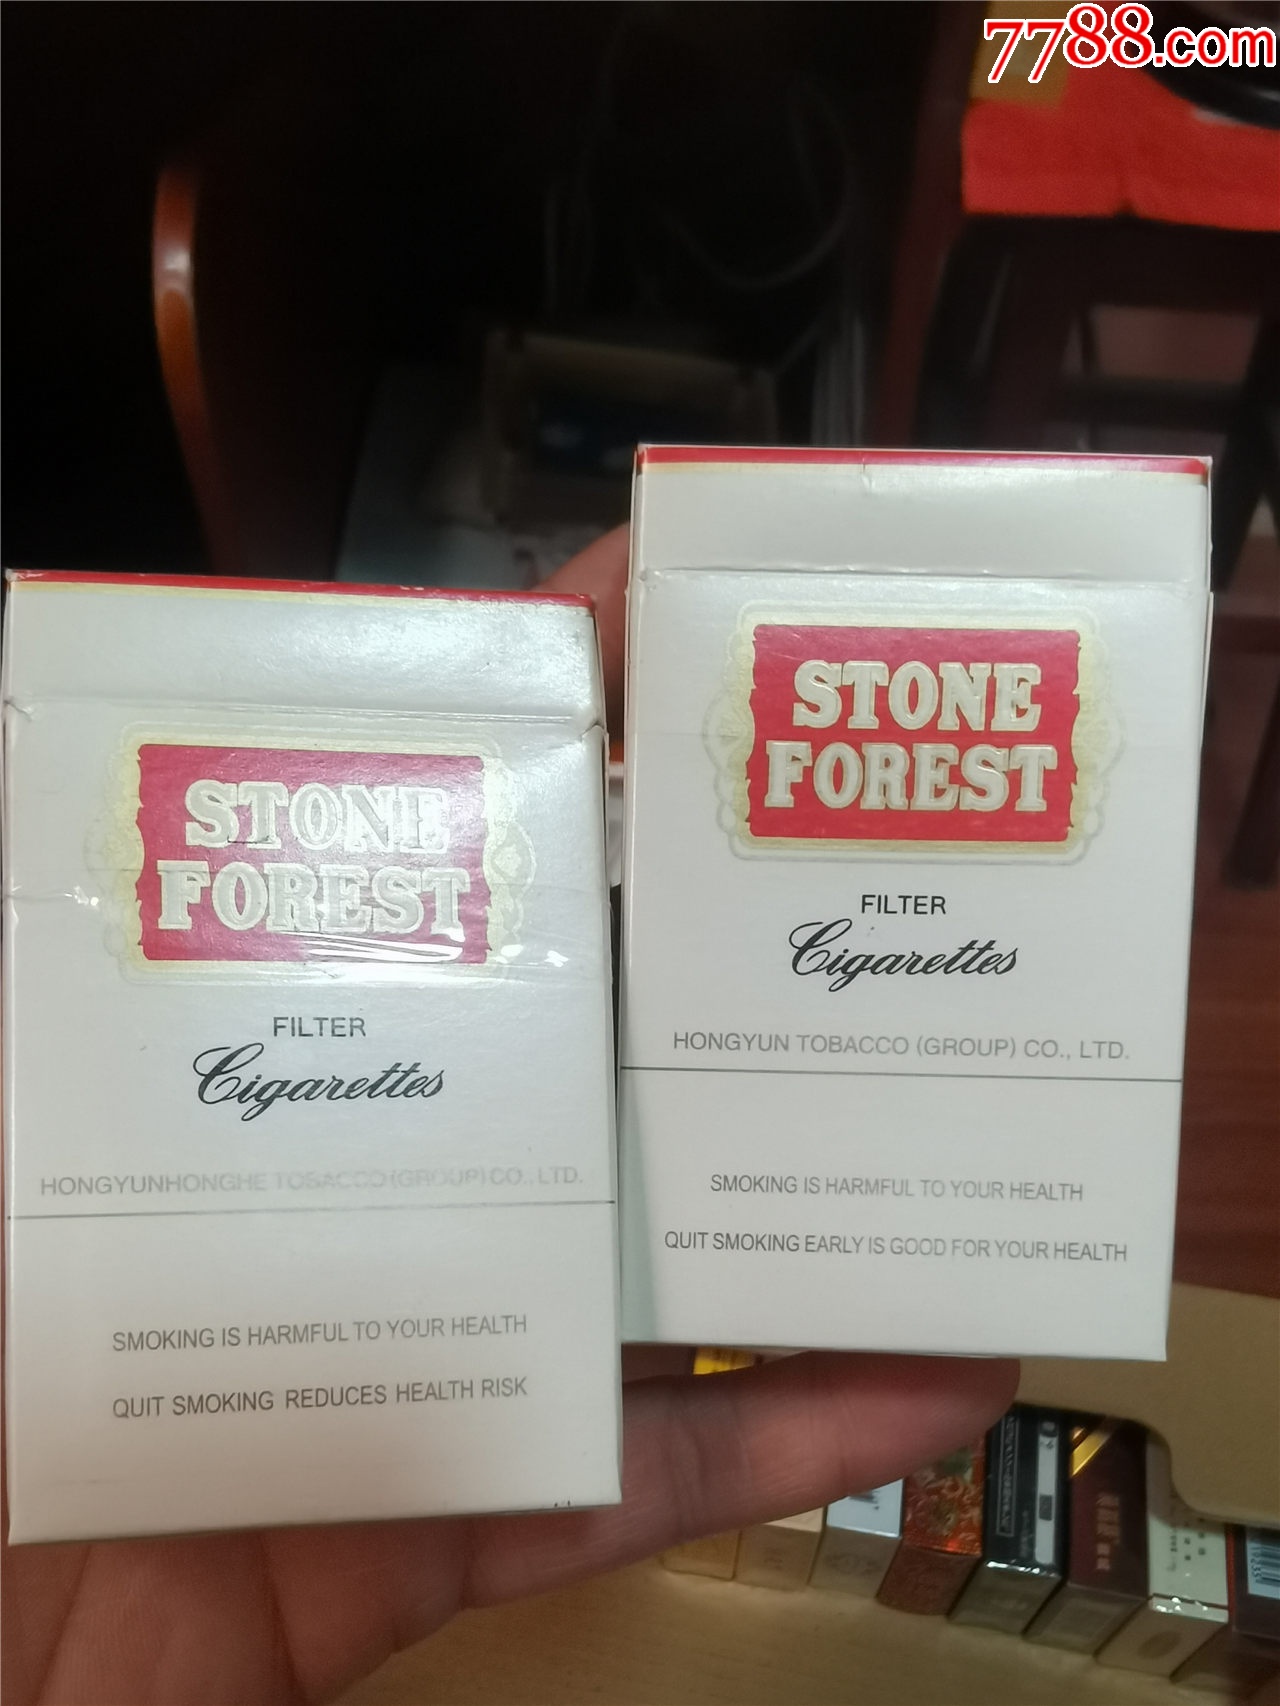 7788.com
STONE
FOREST
FILTER
Cigarettes
HONGYUNHONGHE TOBACCO (GROUP) CO., LTD.
SMOKING IS HARMFUL TO YOUR HEALTH
QUIT SMOKING REDUCES HEALTH RISK
STONE
FOREST
FILTER
Cigarettes
HONGYUN TOBACCO (GROUP) CO., LTD.
SMOKING IS HARMFUL TO YOUR HEALTH
QUIT SMOKING EARLY IS GOOD FOR YOUR HEALTH